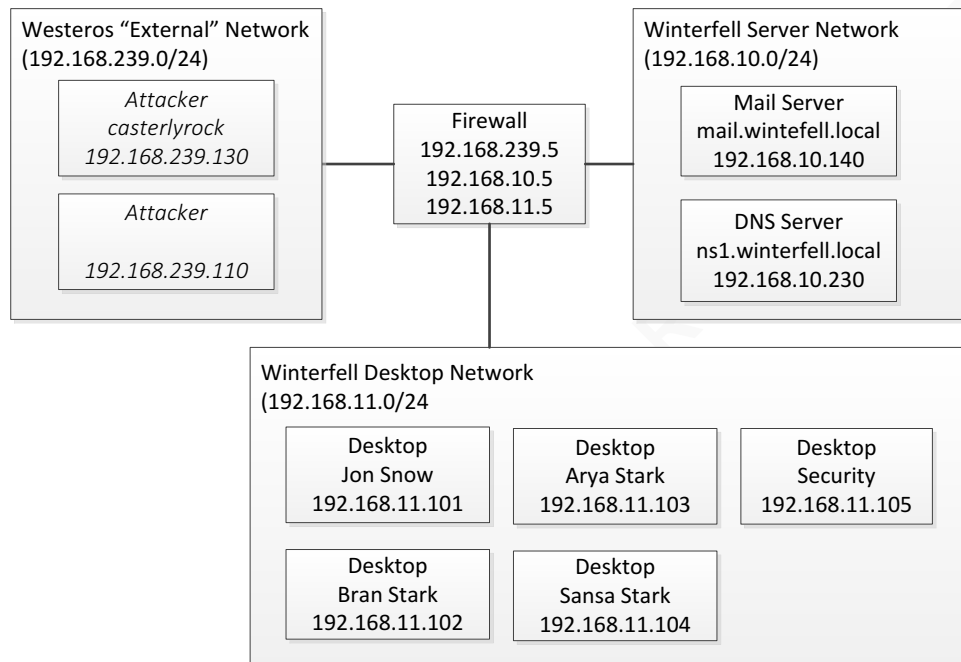 Westeros “External” Network
(192.168.239.0/24)
Attacker
casterlyrock
192.168.239.130
Attacker
192.168.239.110
Firewall
192.168.239.5
192.168.10.5
192.168.11.5
Winterfell Server Network
(192.168.10.0/24)
Mail Server
mail.wintefell.local
192.168.10.140
DNS Server
ns1.winterfell.local
192.168.10.230
Winterfell Desktop Network
(192.168.11.0/24
Desktop
Jon Snow
192.168.11.101
Desktop
Arya Stark
192.168.11.103
Desktop
Security
192.168.11.105
Desktop
Bran Stark
192.168.11.102
Desktop
Sansa Stark
192.168.11.104